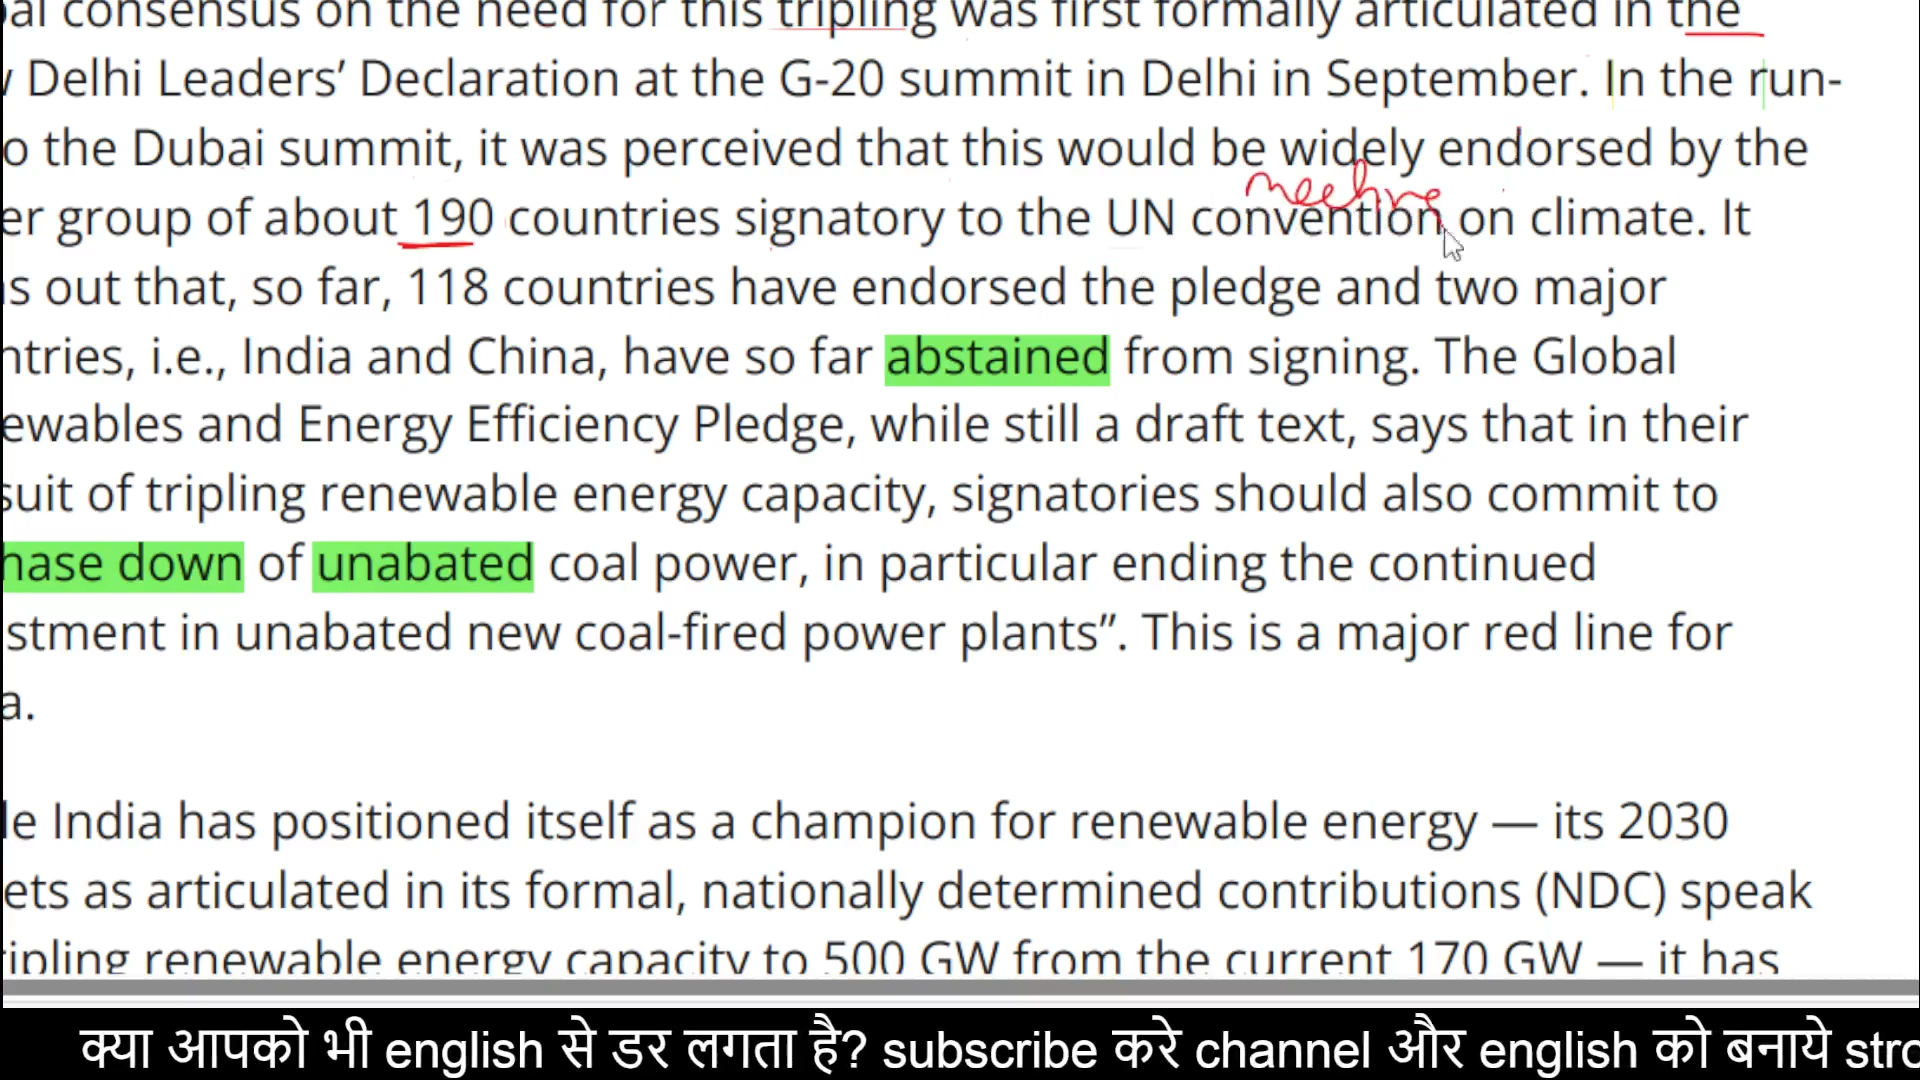 consensus on the need for this tripling was first formally articulated in the
Delhi Leaders’ Declaration at the G-20 summit in Delhi in September. In the run-
the Dubai summit, it was perceived that this would be widely endorsed by the
meeting
er group of about 190 countries signatory to the UN convention on climate. It
s out that, so far, 118 countries have endorsed the pledge and two major
ntries, i.e., India and China, have so far abstained from signing. The Global
ewables and Energy Efficiency Pledge, while still a draft text, says that in their
suit of tripling renewable energy capacity, signatories should also commit to
hase down of unabated coal power, in particular ending the continued
stment in unabated new coal-fired power plants”. This is a major red line for
a.
le India has positioned itself as a champion for renewable energy — its 2030
ets as articulated in its formal, nationally determined contributions (NDC) speak
ripling renewable energy capacity to 500 GW from the current 170 GW — it has
क्या आपको भी english से डर लगता है? subscribe करे channel और english को बनाये stro